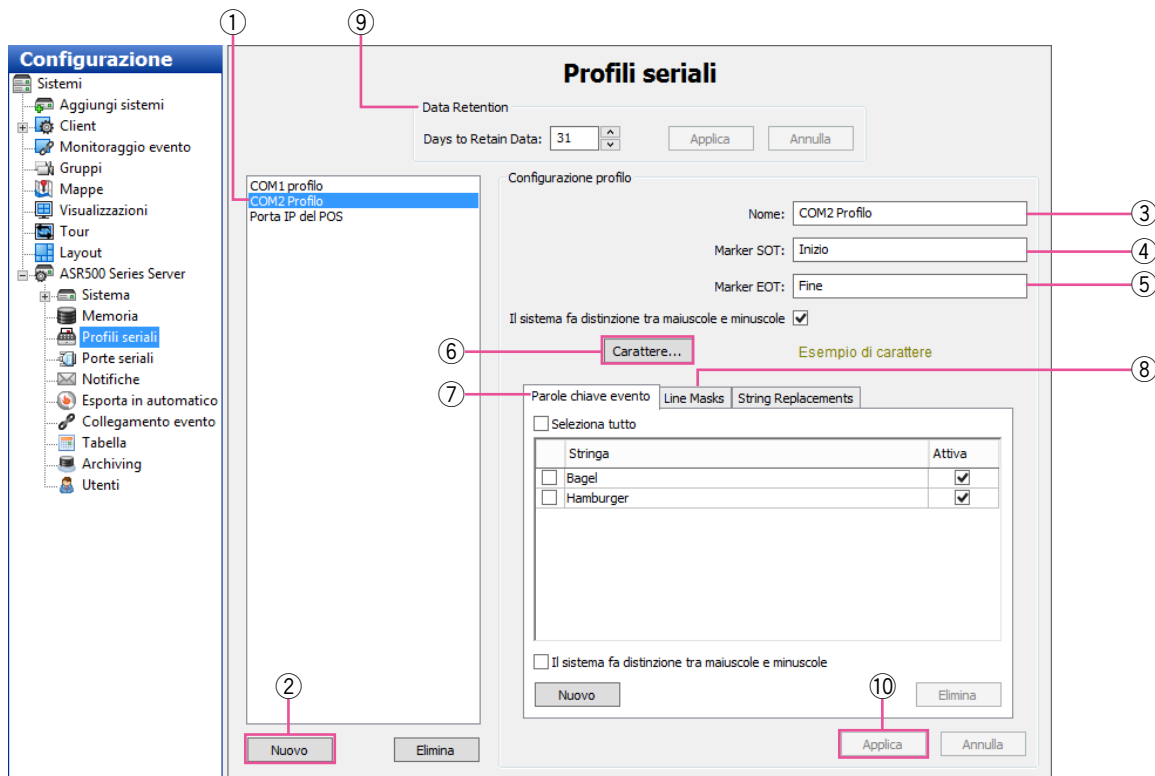 ① ⑨
Configurazione
Sistemi
Aggiungi sistemi
Client
Monitoraggio evento
Gruppi
Mappe
Visualizzazioni
Tour
Layout
ASR500 Series Server
Sistema
Memoria
Profili seriali
Porte seriali
Notifiche
Esporta in automatico
Collegamento evento
Tabella
Archiving
Utenti
Profili seriali
Data Retention
Days to Retain Data: 31 Applica Annulla
COM1 profilo
COM2 Profilo
Porta IP del POS
② 
Nuovo Elimina
Configurazione profilo
Nome: COM2 Profilo ③
Marker SOT: Inizio ④
Marker EOT: Fine ⑤
Il sistema fa distinzione tra maiuscole e minuscole
⑥ Carattere... Esempio di carattere
⑦ Parole chiave evento Line Masks String Replacements ⑧
Seleziona tutto
Stringa Attiva
Bagel
Hamburger
Il sistema fa distinzione tra maiuscole e minuscole
Nuovo ⑩ Elimina
Applica Annulla